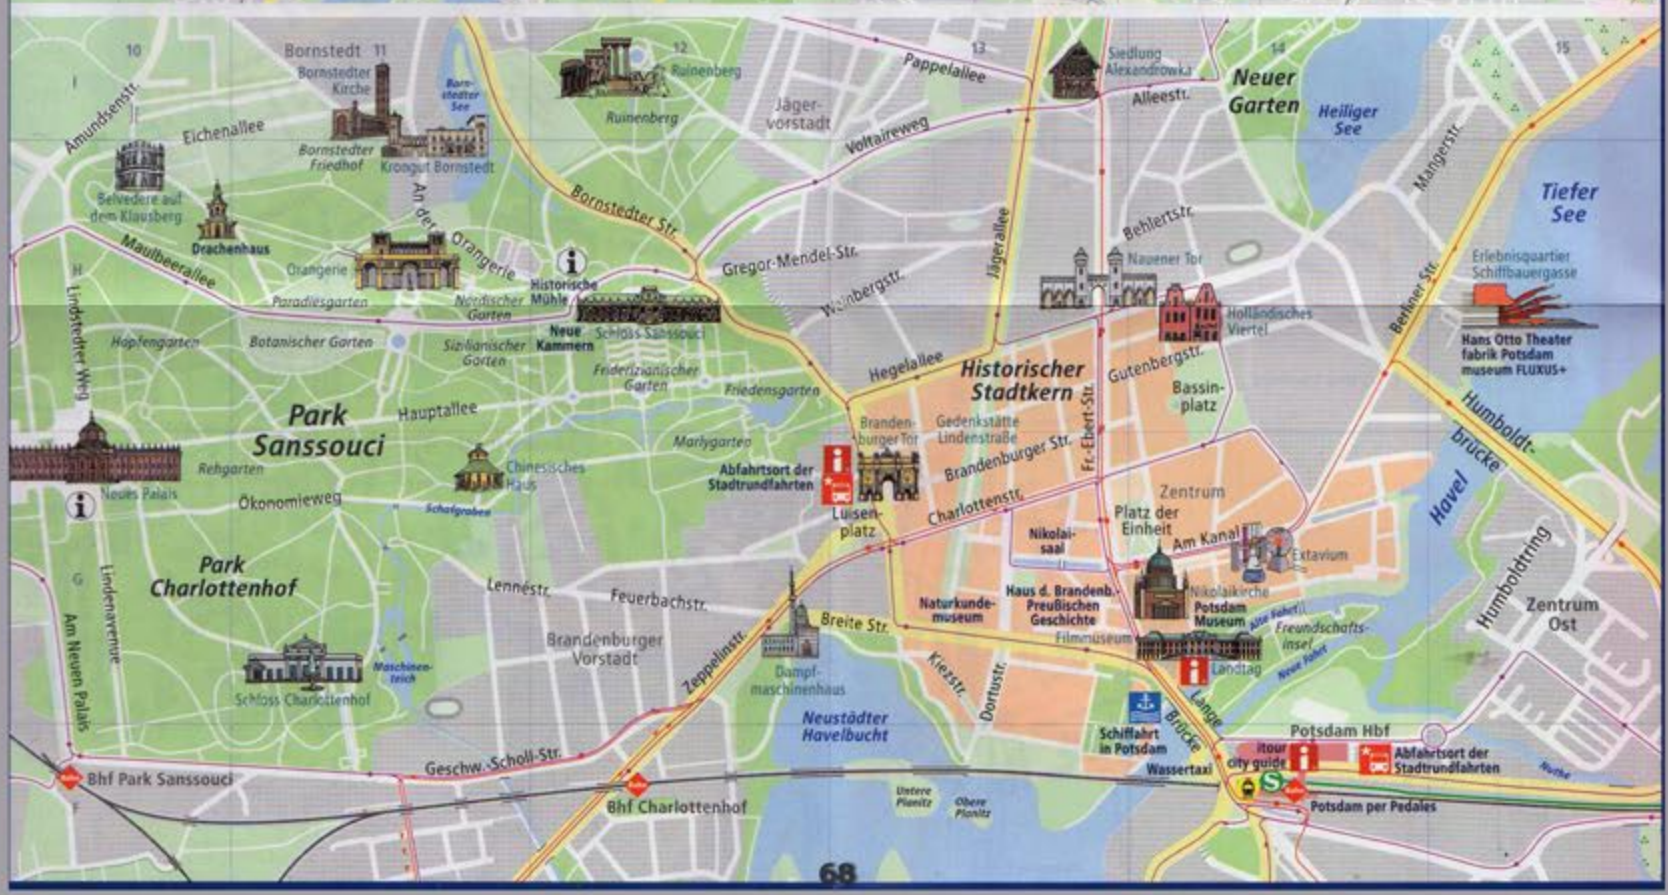 10
Bornstedt 11
12
13
14
15
I
Bornstedter
Kirche
Born-
stedter
See
Ruinenberg
Ruinenberg
Pappelallee
Siedlung
Alexandrowka
Alleestr.
Neuer
Garten
Heiliger
See
Jäger-
vorstadt
Voltaireweg
Amundsenstr.
Eichenallee
Bornstedter
Friedhof
Krongut Bornstedt
Mangerstr.
Tiefer
See
Belvedere auf
dem Klausberg
Drachenhaus
An der Orangerie
Bornstedter Str.
Jägerallee
Behlertstr.
Maulbeerallee
Orangerie
Gregor-Mendel-Str.
Nauener Tor
Erlebnisquartier
Schiffbauergasse
H
Lindstedter Weg
Paradiesgarten
Nordischer
Garten
Historische
Mühle
Weinbergstr.
Holländisches
Viertel
Berliner Str.
Hopfengarten
Botanischer Garten
Sizilianischer
Garten
Neue
Kammern
Schloss Sanssouci
Hans Otto Theater
fabrik Potsdam
museum FLUXUS+
Friderizianischer
Garten
Friedensgarten
Hegelallee
Historischer
Stadtkern
Gutenbergstr.
Bassin-
platz
Fr.-Ebert-Str.
Humboldt-
brücke
Park
Sanssouci
Hauptallee
Marlygarten
Branden-
burger Tor
Gedenkstätte
Lindenstraße
Brandenburger Str.
Rehgarten
Chinesisches
Haus
Abfahrtsort der
Stadtrundfahrten
Neues Palais
Ökonomieweg
Schafgraben
Luisen-
platz
Charlottenstr.
Zentrum
Platz der
Einheit
Havel
Nikolai-
saal
Am Kanal
Extavium
Park
Charlottenhof
G
Lindenavenue
Am Neuen Palais
Lennéstr.
Feuerbachstr.
Naturkunde-
museum
Haus d. Brandenb.-
Preußischen
Geschichte
Nikolaikirche
Potsdam
Museum
Alte Fahrt
Freundschafts-
insel
Neue Fahrt
Humboldtring
Zentrum
Ost
Brandenburger
Vorstadt
Breite Str.
Filmmuseum
Landtag
Maschinen-
teich
Schloss Charlottenhof
Zeppelinstr.
Dampf-
maschinenhaus
Kiezstr.
Dortustr.
Neustädter
Havelbucht
Schiffahrt
in Potsdam
Lange
Brücke
Wassertaxi
Potsdam Hbf
itour
city guide
Abfahrtsort der
Stadtrundfahrten
Nuthe
Geschw.-Scholl-Str.
Bahn
Bhf Park Sanssouci
F
Bahn
Bhf Charlottenhof
Untere
Planitz
Obere
Planitz
S
Bahn
Potsdam per Pedales
68